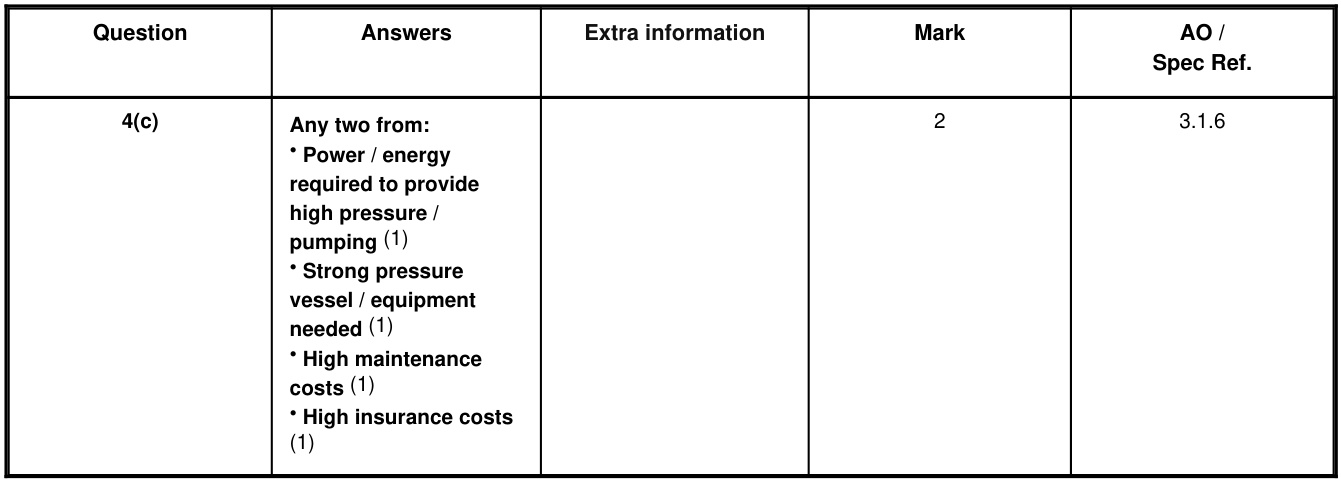 Question Answers Extra information Mark AO /
Spec Ref.
4(c) Any two from: 2 3.1.6
• Power / energy
required to provide
high pressure /
pumping (1)
• Strong pressure
vessel / equipment
needed (1)
• High maintenance
costs (1)
• High insurance costs
(1)